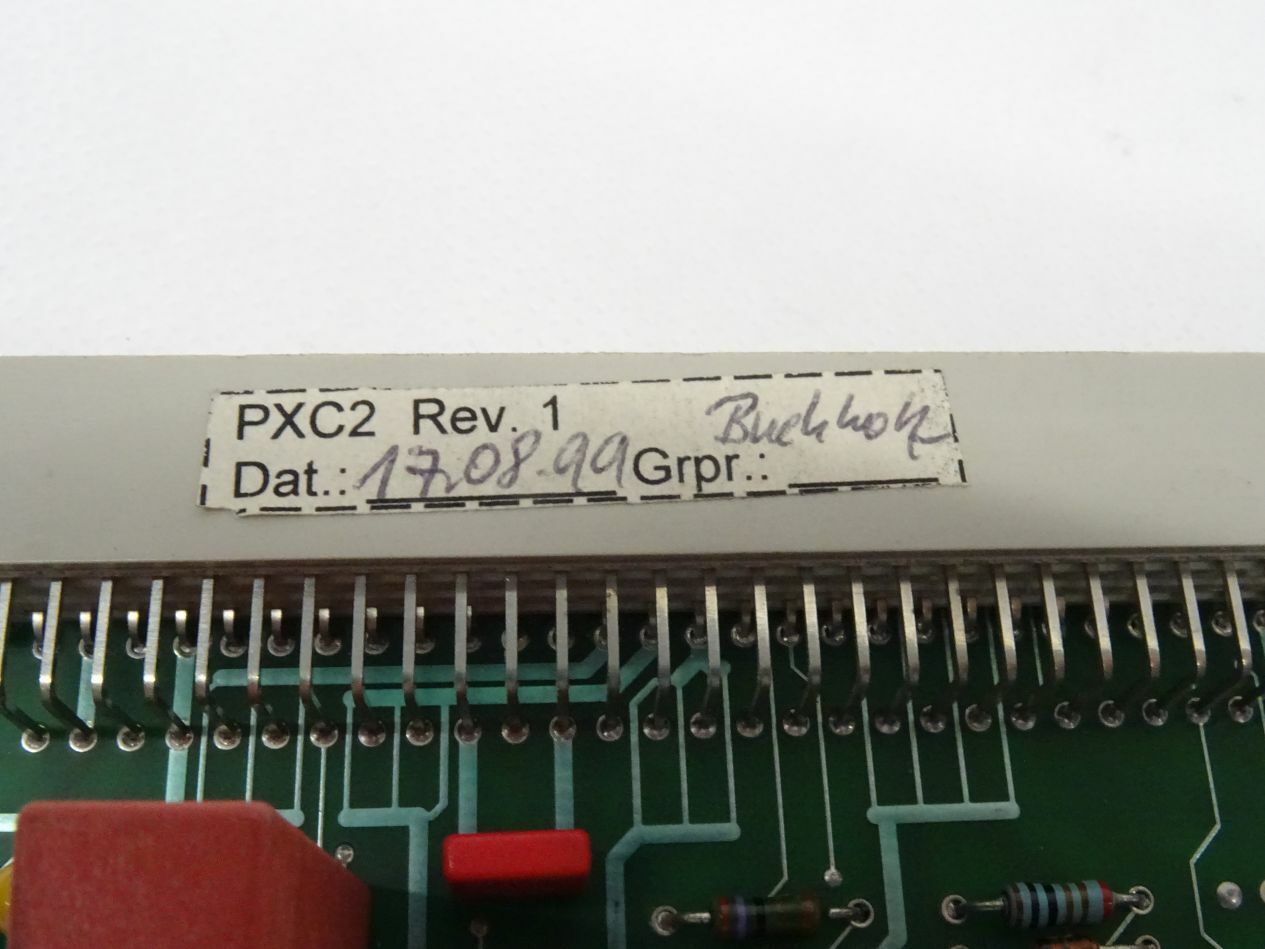 PXC2 Rev. 1 Buchholz
Dat.: 17.08.99 Grpr.: